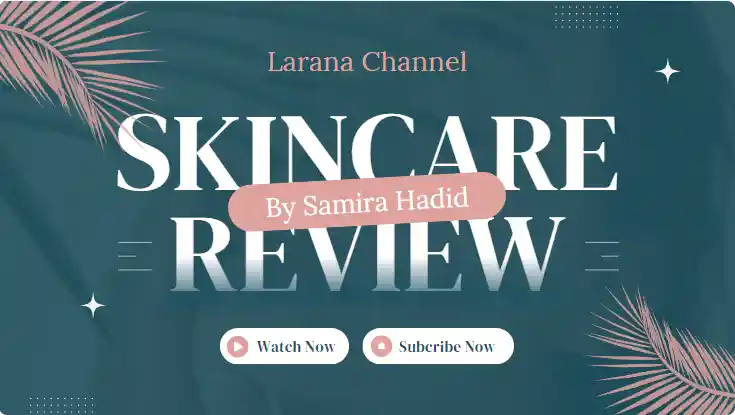 Larana Channel
SKINCARE
By Samira Hadid
REVIEW
Watch Now
Subcribe Now